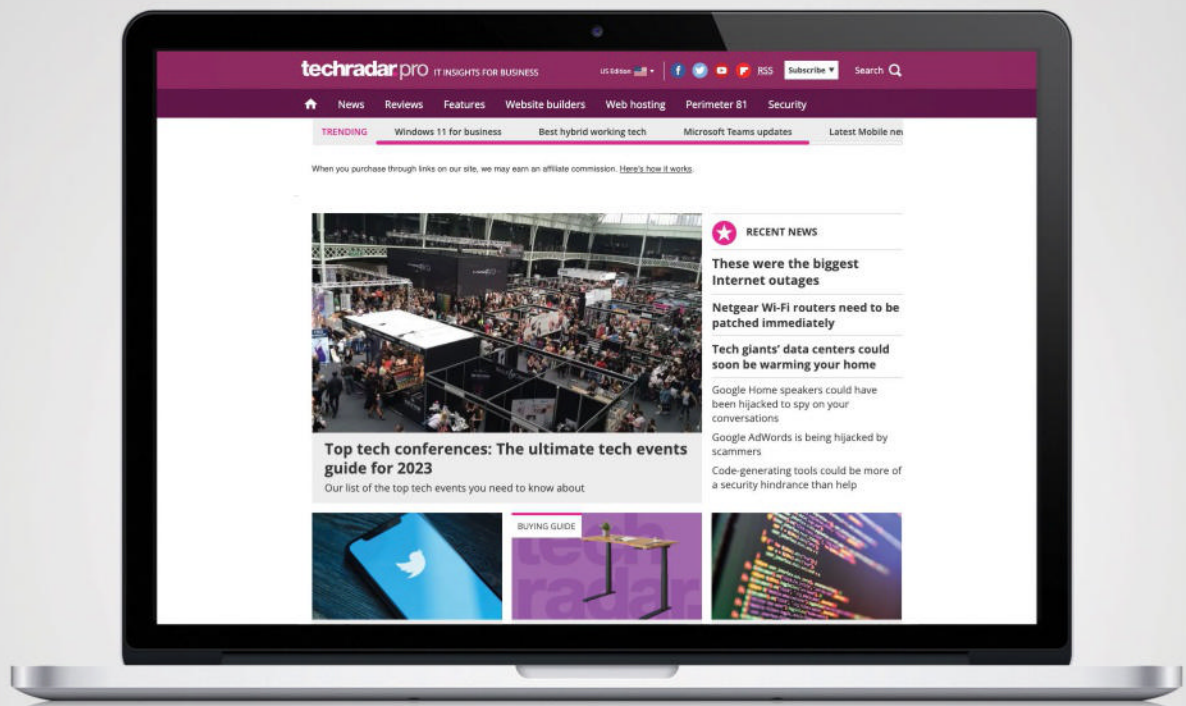 techradar.pro IT INSIGHTS FOR BUSINESS
US Edition
RSS
Subscribe ▼
Search
News Reviews Features Website builders Web hosting Perimeter 81 Security
TRENDING Windows 11 for business Best hybrid working tech Microsoft Teams updates Latest Mobile
When you purchase through links on our site, we may earn an affiliate commission. Here's how it works.
RECENT NEWS
These were the biggest
Internet outages
Netgear Wi-Fi routers need to be
patched immediately
Tech giants' data centers could
soon be warming your home
Google Home speakers could have
been hijacked to spy on your
conversations
Google AdWords is being hijacked by
scammers
Code-generating tools could be more of
a security hindrance than help
Top tech conferences: The ultimate tech events
guide for 2023
Our list of the top tech events you need to know about
BUYING GUIDE
tech
radar.